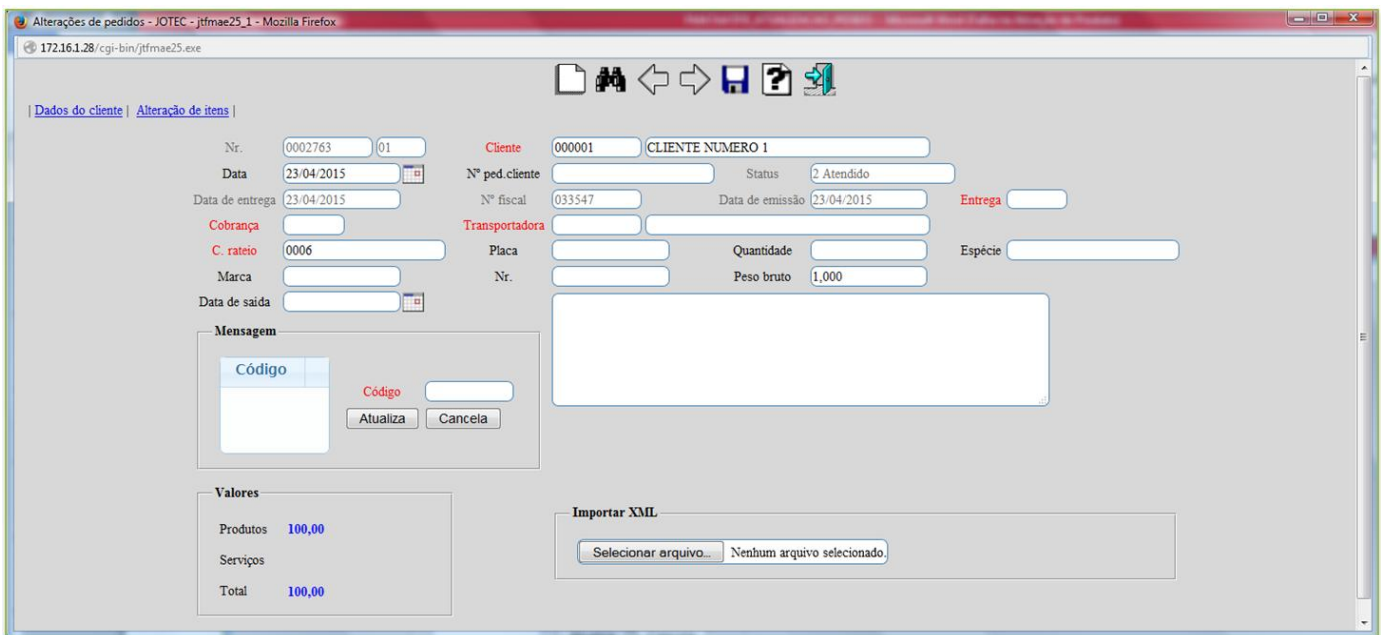 Alterações de pedidos - JOTEC - jtfmae25_1 - Mozilla Firefox
172.16.1.28/cgi-bin/jtfmae25.exe
| Dados do cliente | Alteração de itens |
Nr. 0002763 01 Cliente 000001 CLIENTE NUMERO 1
Data 23/04/2015 Nº ped.cliente Status 2 Atendido
Data de entrega 23/04/2015 Nº fiscal 033547 Data de emissão 23/04/2015 Entrega
Cobrança Transportadora
C. rateio 0006 Placa Quantidade Espécie
Marca Nr. Peso bruto 1,000
Data de saida
Mensagem
Código
Código
Atualiza Cancela
Valores
Produtos 100,00
Serviços
Total 100,00
Importar XML
Selecionar arquivo... Nenhum arquivo selecionado.